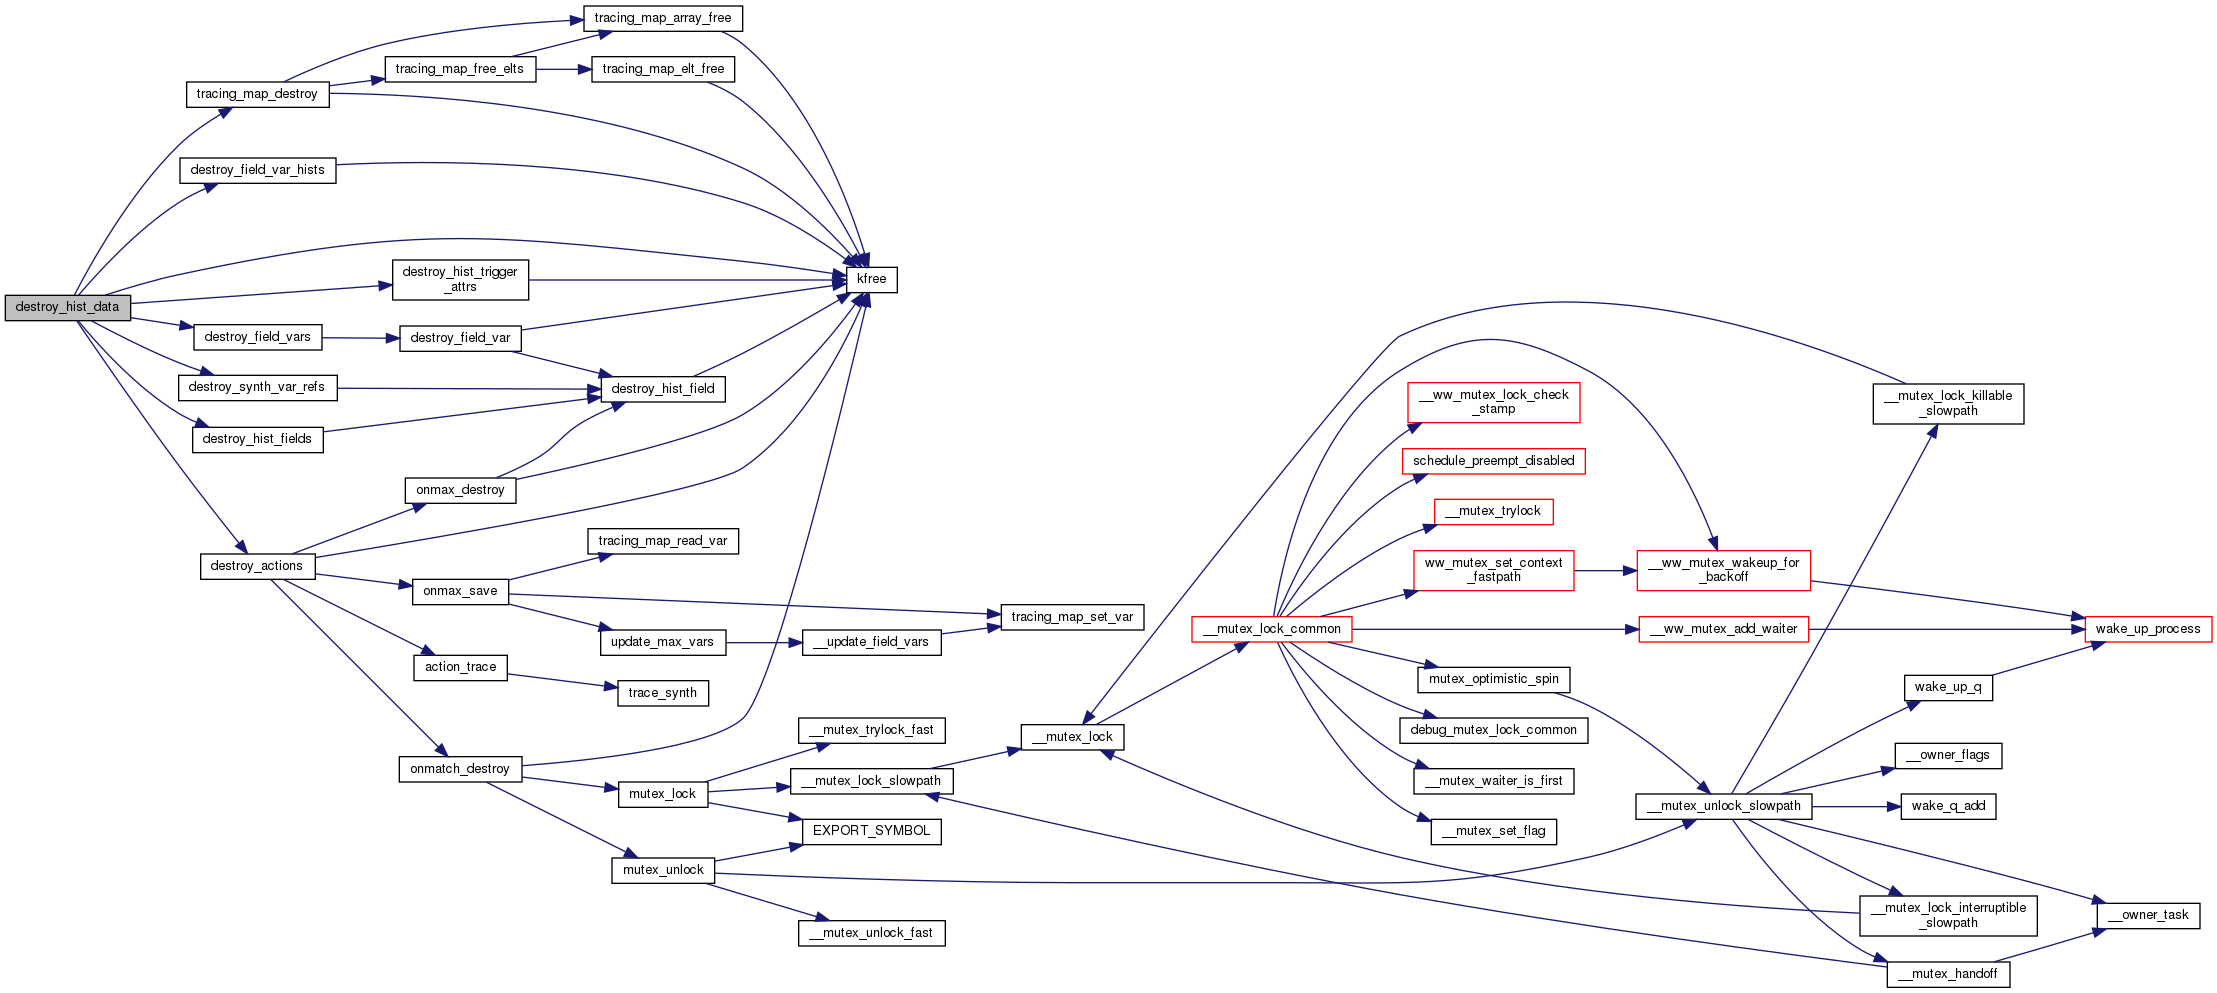 destroy_hist_data
tracing_map_destroy
destroy_field_var_hists
destroy_field_vars
destroy_synth_var_refs
destroy_hist_fields
destroy_actions
tracing_map_free_elts
destroy_hist_trigger
_attrs
destroy_field_var
onmax_destroy
onmax_save
action_trace
onmatch_destroy
tracing_map_array_free
tracing_map_elt_free
destroy_hist_field
tracing_map_read_var
update_max_vars
trace_synth
mutex_lock
mutex_unlock
kfree
__update_field_vars
__mutex_trylock_fast
__mutex_lock_slowpath
EXPORT_SYMBOL
__mutex_unlock_fast
tracing_map_set_var
__mutex_lock
__mutex_lock_common
__ww_mutex_lock_check
_stamp
schedule_preempt_disabled
__mutex_trylock
ww_mutex_set_context
_fastpath
mutex_optimistic_spin
debug_mutex_lock_common
__mutex_waiter_is_first
__mutex_set_flag
__ww_mutex_wakeup_for
_backoff
__ww_mutex_add_waiter
__mutex_unlock_slowpath
__mutex_lock_killable
_slowpath
wake_up_q
__owner_flags
wake_q_add
__mutex_lock_interruptible
_slowpath
__mutex_handoff
wake_up_process
__owner_task